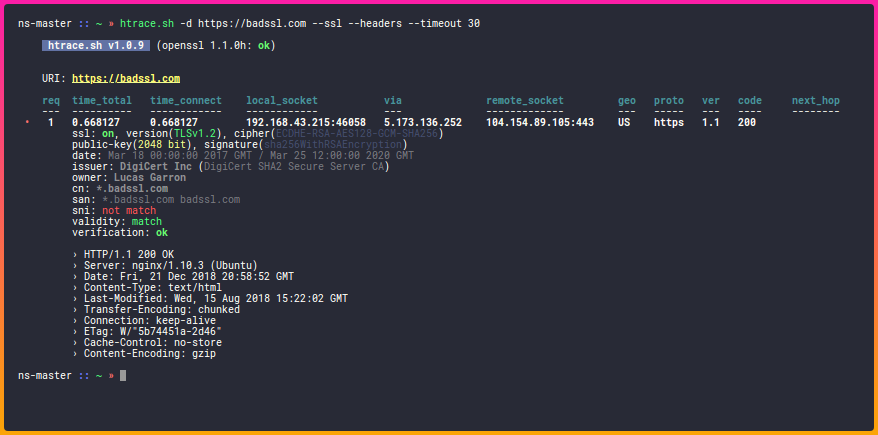 ns-master :: ~ » htrace.sh -d https://badssl.com --ssl --headers --timeout 30
htrace.sh v1.0.9 (openssl 1.1.0h: ok)
URI: https://badssl.com
req time_total time_connect local_socket via remote_socket geo proto ver code next_hop
--- ---------- ------------ ------------ --- ------------- --- ----- --- ---- --------
• 1 0.668127 0.668127 192.168.43.215:46058 5.173.136.252 104.154.89.105:443 US https 1.1 200
ssl: on, version(TLSv1.2), cipher(ECDHE-RSA-AES128-GCM-SHA256)
public-key(2048 bit), signature(sha256WithRSAEncryption)
date: Mar 18 00:00:00 2017 GMT / Mar 25 12:00:00 2020 GMT
issuer: DigiCert Inc (DigiCert SHA2 Secure Server CA)
owner: Lucas Garron
cn: *.badssl.com
san: *.badssl.com badssl.com
sni: not match
validity: match
verification: ok
› HTTP/1.1 200 OK
› Server: nginx/1.10.3 (Ubuntu)
› Date: Fri, 21 Dec 2018 20:58:52 GMT
› Content-Type: text/html
› Last-Modified: Wed, 15 Aug 2018 15:22:02 GMT
› Transfer-Encoding: chunked
› Connection: keep-alive
› ETag: W/"5b74451a-2d46"
› Cache-Control: no-store
› Content-Encoding: gzip
ns-master :: ~ »